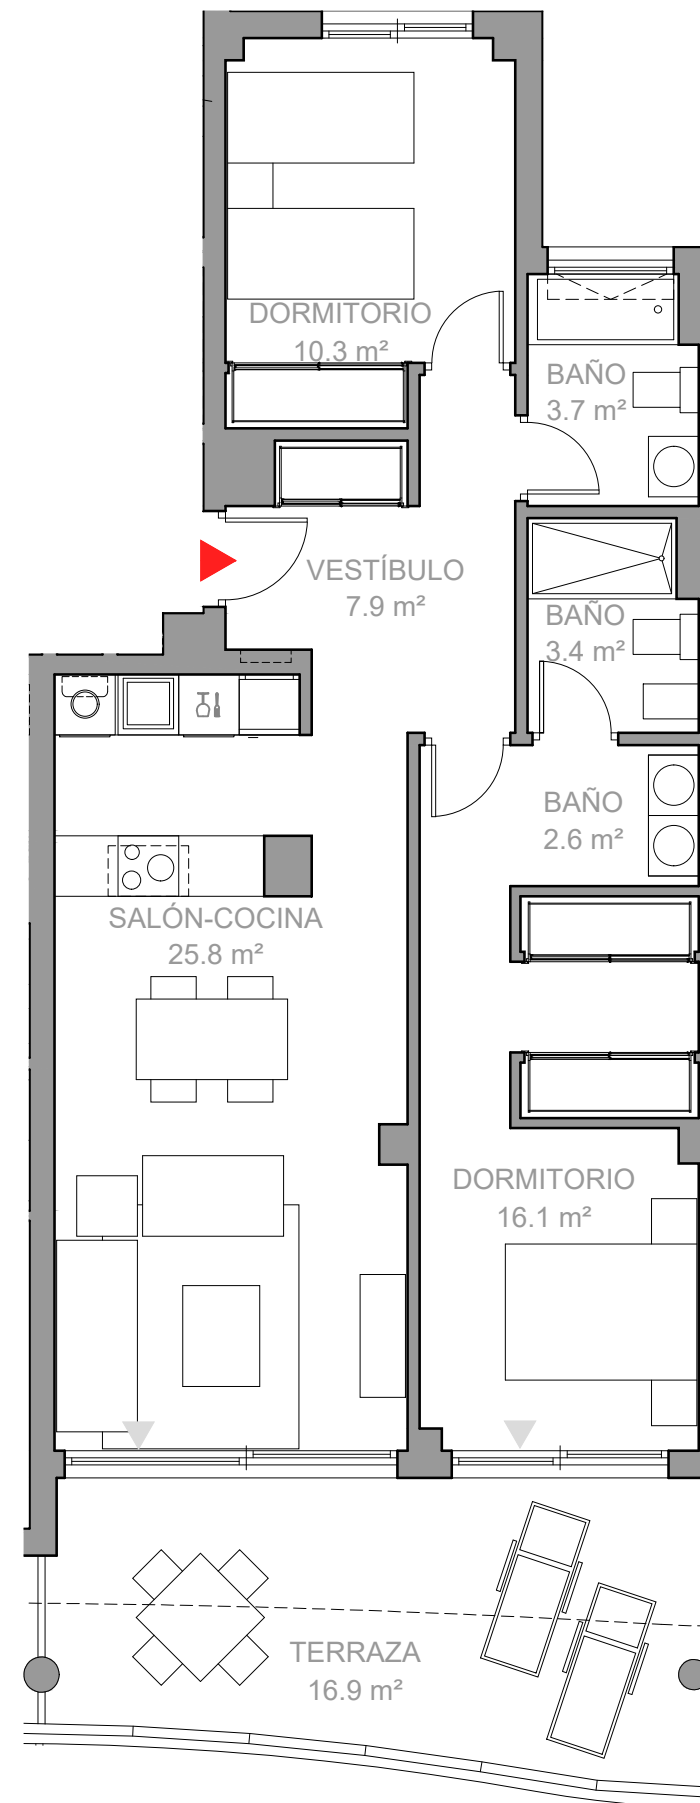 DORMITORIO
10.3 m²
BAÑO
3.7 m²
VESTÍBULO
7.9 m²
BAÑO
3.4 m²
BAÑO
2.6 m²
SALÓN-COCINA
25.8 m²
DORMITORIO
16.1 m²
TERRAZA
16.9 m²